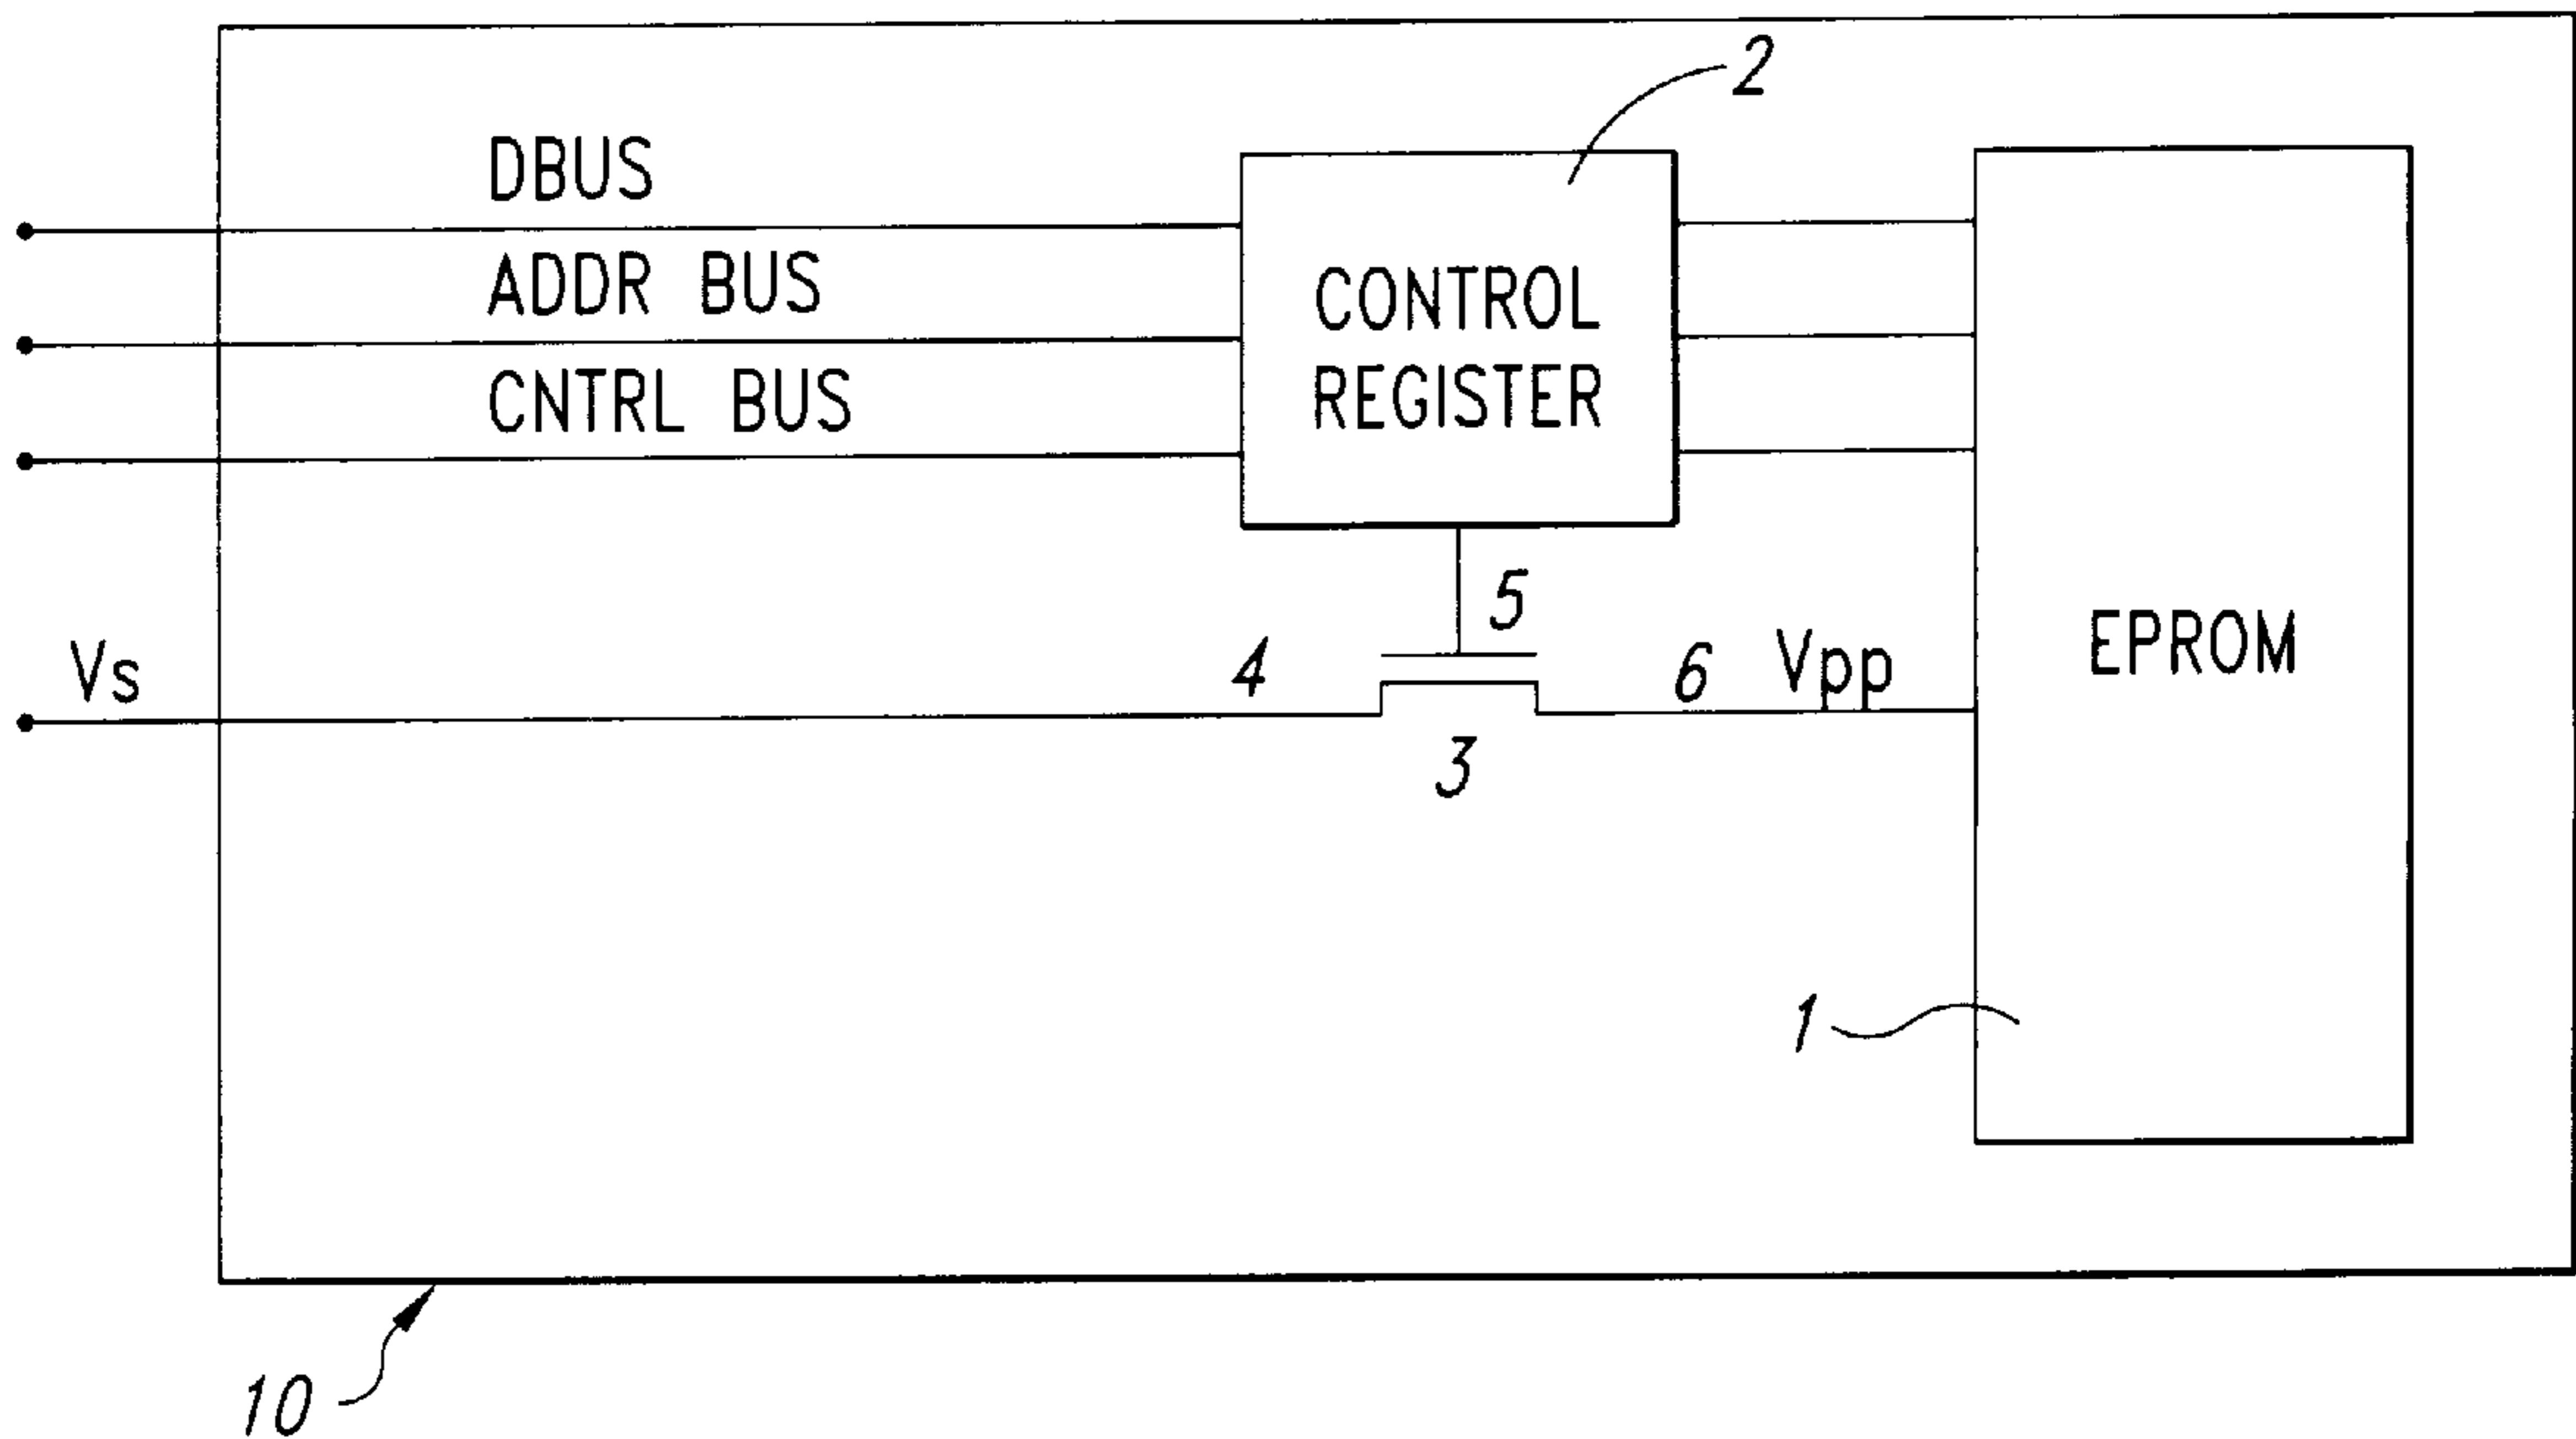 2
DBUS
ADDR BUS
CNTRL BUS
CONTROL
REGISTER
5
Vs
4
6
Vpp
EPROM
3
1
10